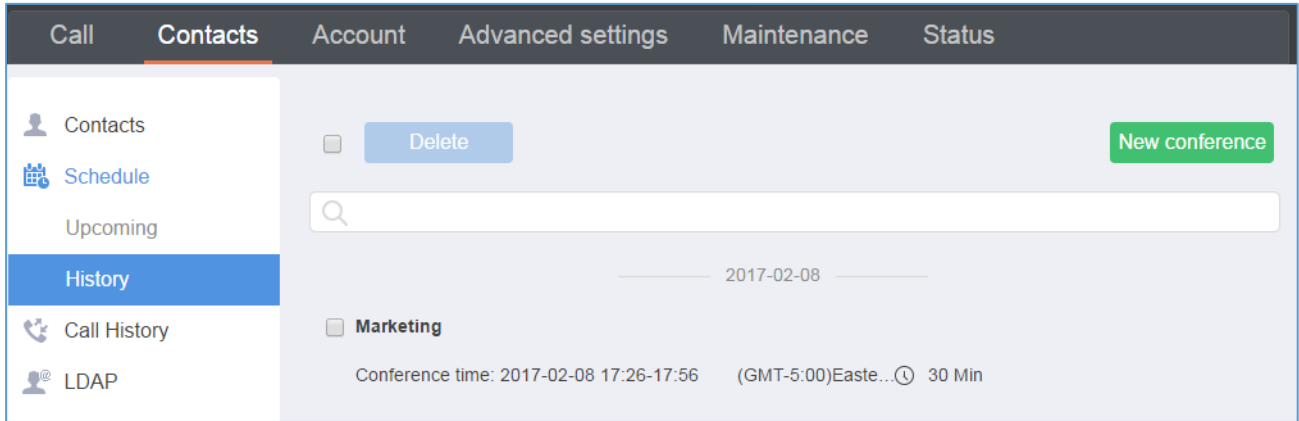 Call Contacts Account Advanced settings Maintenance Status
Contacts
Schedule
Upcoming
History
Call History
LDAP
Delete New conference
2017-02-08
Marketing
Conference time: 2017-02-08 17:26-17:56 (GMT-5:00)Easte... 30 Min